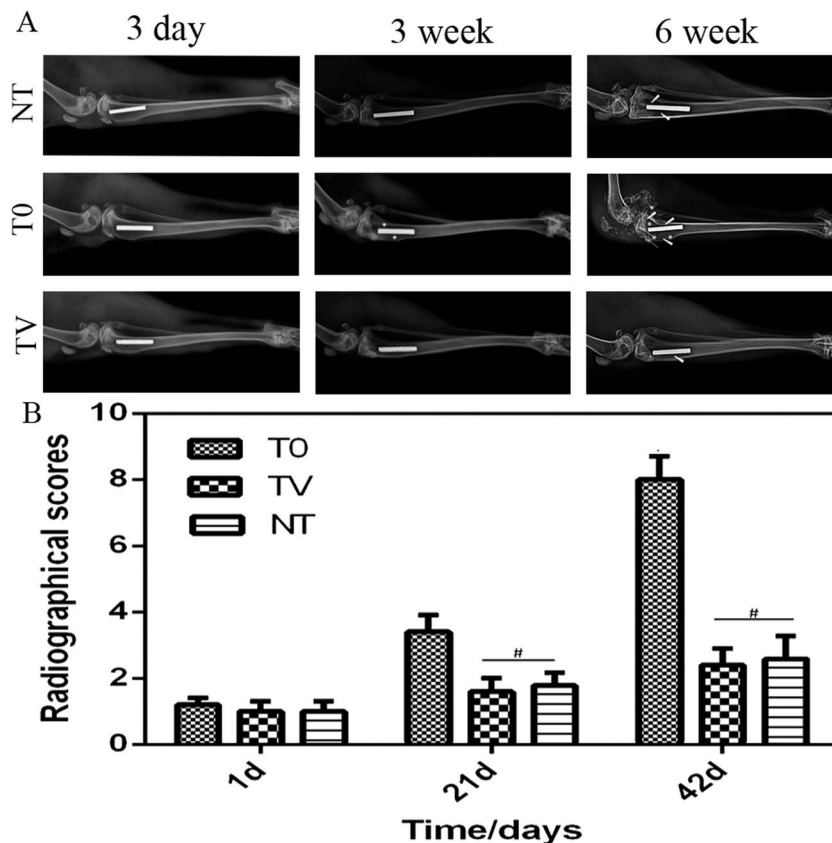 A
3 day 3 week 6 week
NT
T0
TV
B
Radiographical scores
10
8
6
4
2
0
T0
TV
NT
#
#
1d 21d 42d
Time/days